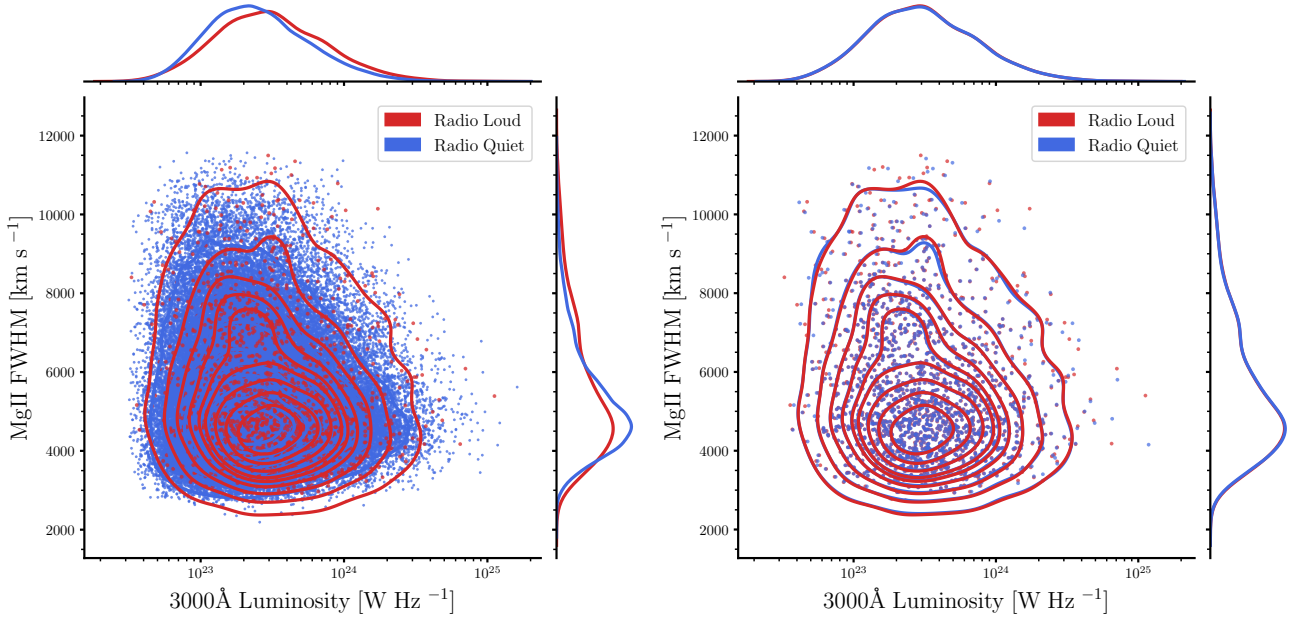 Radio Loud
Radio Quiet
12000
10000
8000
6000
4000
2000
MgII FWHM [km s⁻¹]
10²³
10²⁴
10²⁵
3000Å Luminosity [W Hz ⁻¹]
Radio Loud
Radio Quiet
12000
10000
8000
6000
4000
2000
MgII FWHM [km s⁻¹]
10²³
10²⁴
10²⁵
3000Å Luminosity [W Hz ⁻¹]